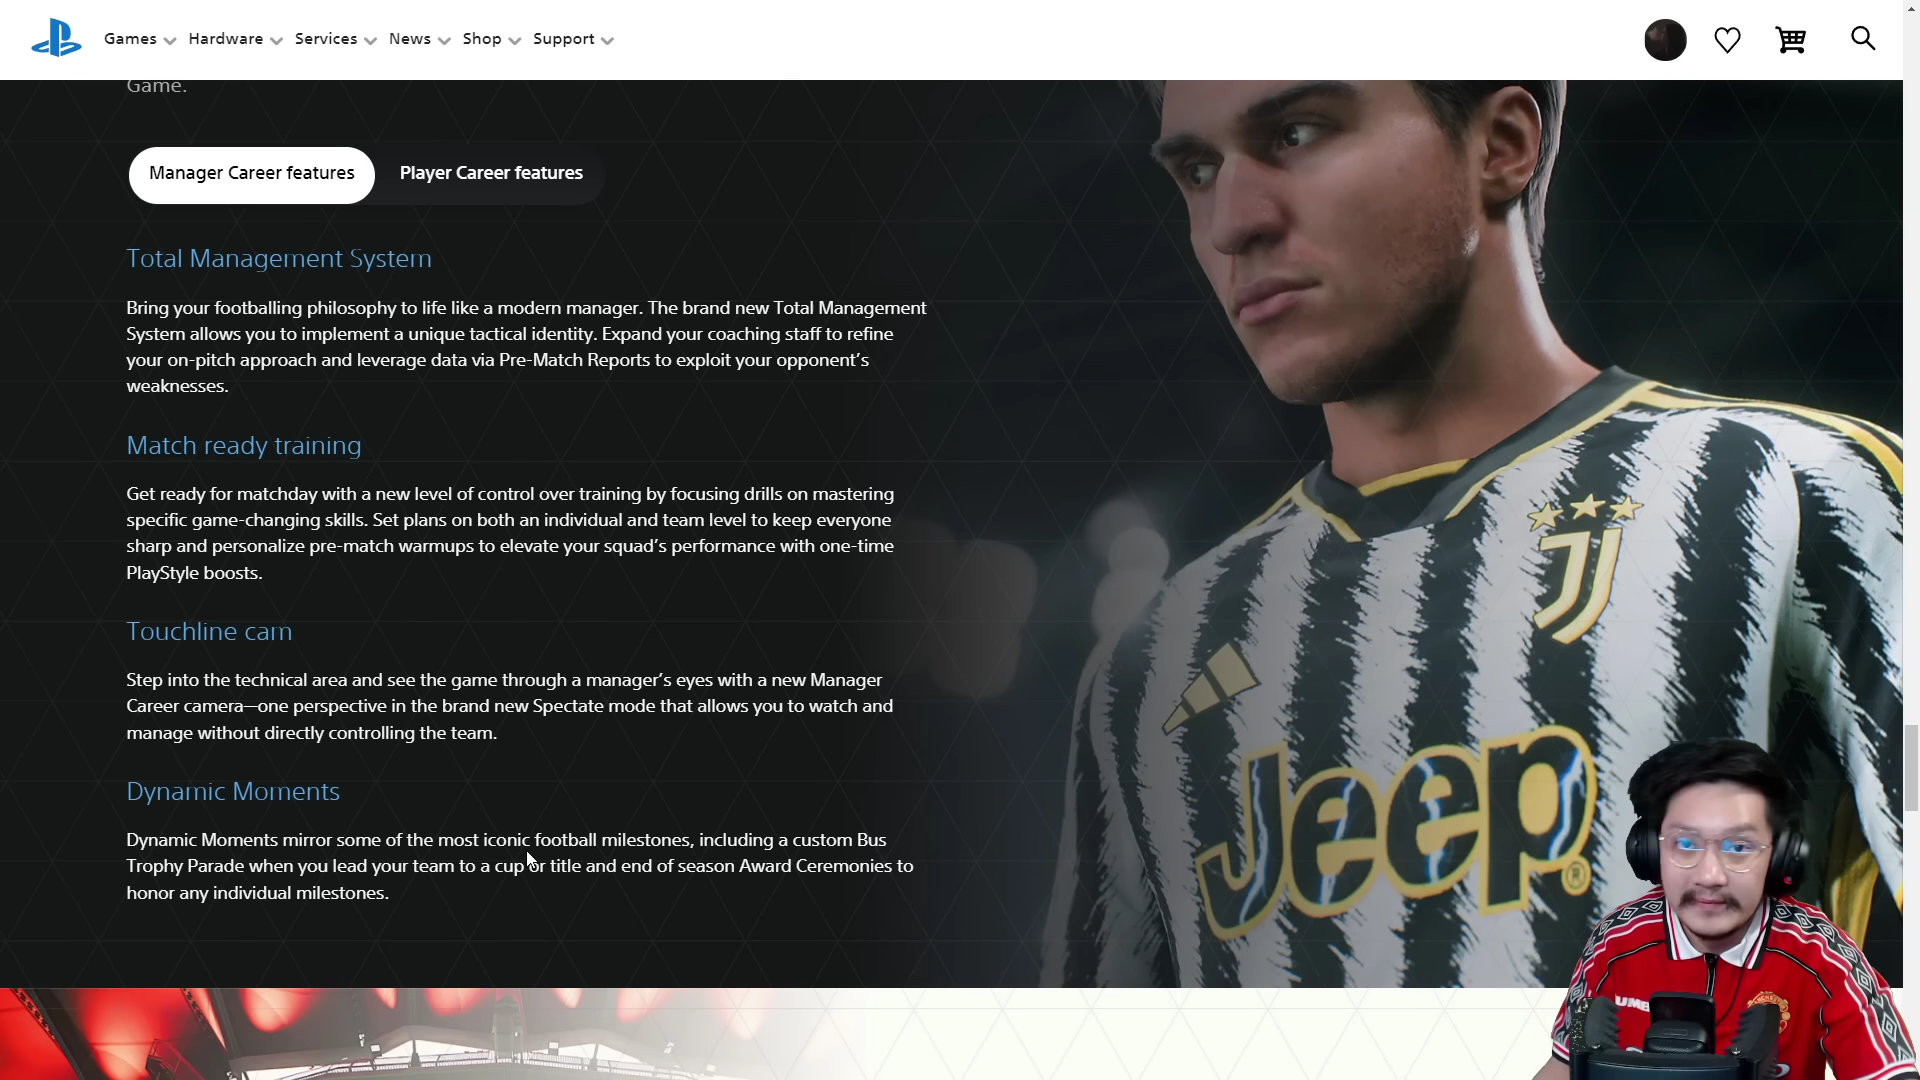 Games Hardware Services News Shop Support
Game.
Manager Career features Player Career features
Total Management System
Bring your footballing philosophy to life like a modern manager. The brand new Total Management
System allows you to implement a unique tactical identity. Expand your coaching staff to refine
your on-pitch approach and leverage data via Pre-Match Reports to exploit your opponent’s
weaknesses.
Match ready training
Get ready for matchday with a new level of control over training by focusing drills on mastering
specific game-changing skills. Set plans on both an individual and team level to keep everyone
sharp and personalize pre-match warmups to elevate your squad’s performance with one-time
PlayStyle boosts.
Touchline cam
Step into the technical area and see the game through a manager’s eyes with a new Manager
Career camera—one perspective in the brand new Spectate mode that allows you to watch and
manage without directly controlling the team.
Dynamic Moments
Dynamic Moments mirror some of the most iconic football milestones, including a custom Bus
Trophy Parade when you lead your team to a cup or title and end of season Award Ceremonies to
honor any individual milestones.
Jeep®